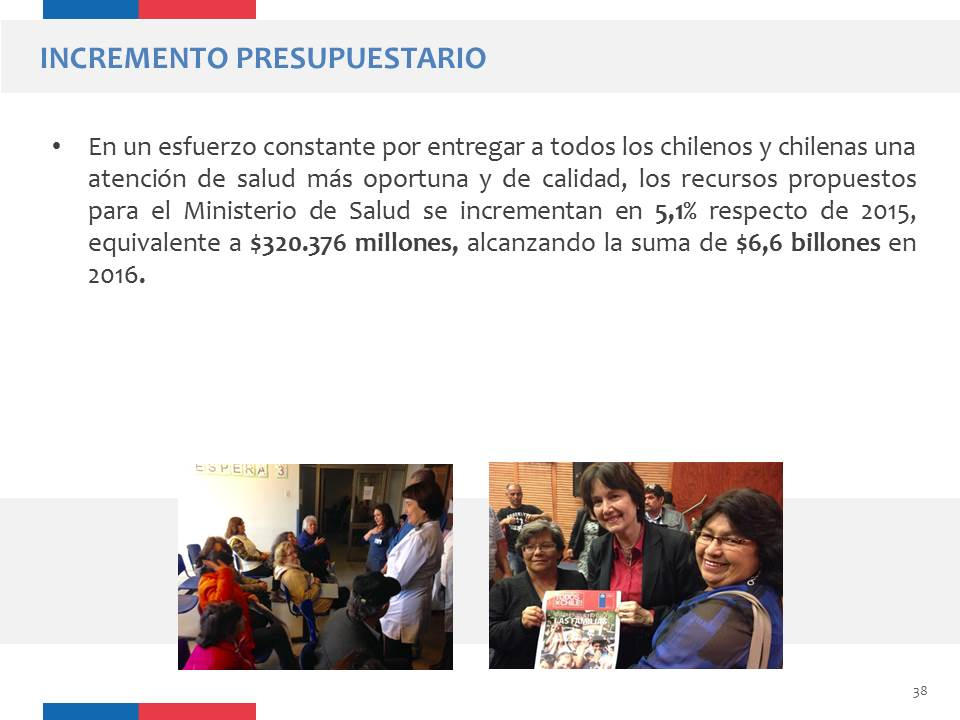 INCREMENTO PRESUPUESTARIO
• En un esfuerzo constante por entregar a todos los chilenos y chilenas una
atención de salud más oportuna y de calidad, los recursos propuestos
para el Ministerio de Salud se incrementan en 5,1% respecto de 2015,
equivalente a $320.376 millones, alcanzando la suma de $6,6 billones en
2016.
ESPERA 3
TODOS
X CHILE!
LAS FAMILIAS
38